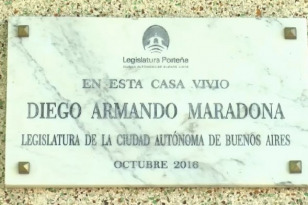 Legislatura Porteña
EN ESTA CASA VIVIO
DIEGO ARMANDO MARADONA
LEGISLATURA DE LA CIUDAD AUTÓNOMA DE BUENOS AIRES
OCTUBRE 2016